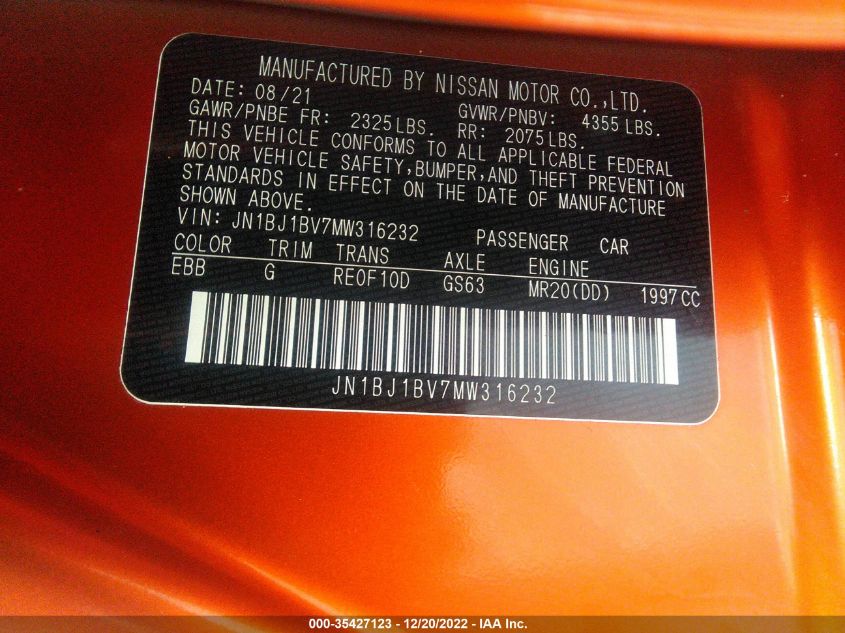 MANUFACTURED BY NISSAN MOTOR CO.,LTD.
DATE: 08/21 GVWR/PNBV: 4355 LBS.
GAWR/PNBE FR: 2325 LBS. RR: 2075 LBS.
THIS VEHICLE CONFORMS TO ALL APPLICABLE FEDERAL
MOTOR VEHICLE SAFETY, BUMPER, AND THEFT PREVENTION
STANDARDS IN EFFECT ON THE DATE OF MANUFACTURE
SHOWN ABOVE.
VIN: JN1BJ1BV7MW316232 PASSENGER CAR
COLOR TRIM TRANS AXLE ENGINE
EBB G RE0F10D GS63 MR20(DD) 1997 CC
JN1BJ1BV7MW316232
000-35427123 - 12/20/2022 - IAA Inc.